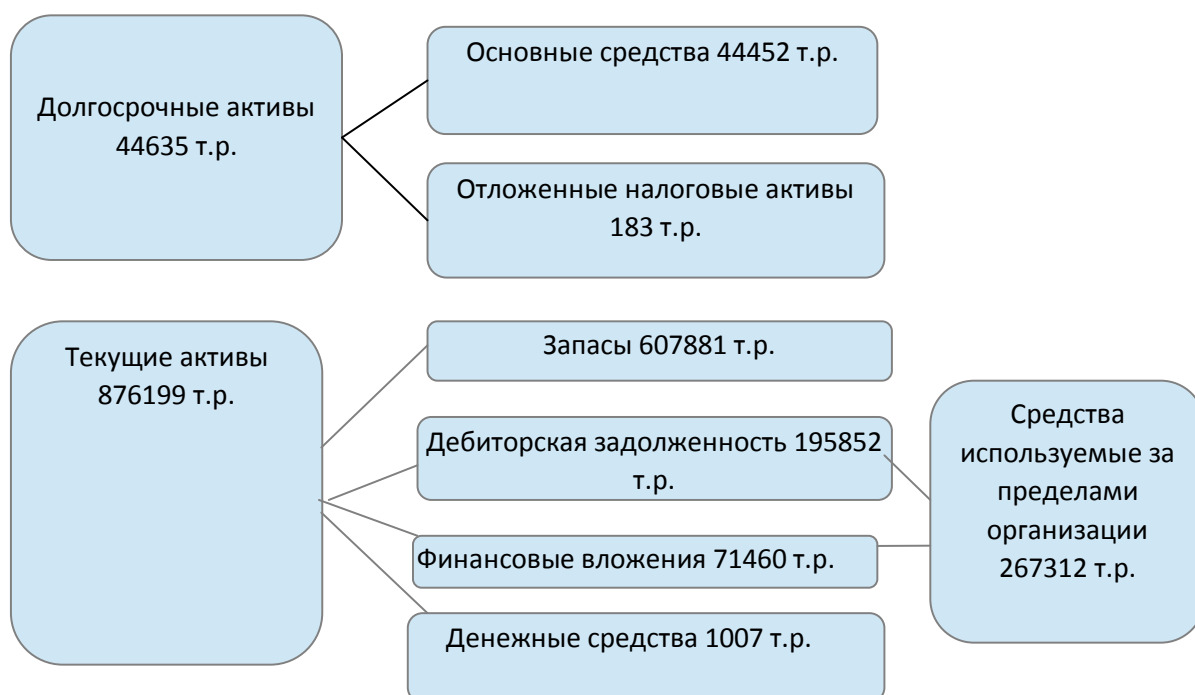 Долгосрочные активы
44635 т.р.
Основные средства 44452 т.р.
Отложенные налоговые активы
183 т.р.
Текущие активы
876199 т.р.
Запасы 607881 т.р.
Дебиторская задолженность 195852
т.р.
Финансовые вложения 71460 т.р.
Денежные средства 1007 т.р.
Средства
используемые за
пределами
организации
267312 т.р.